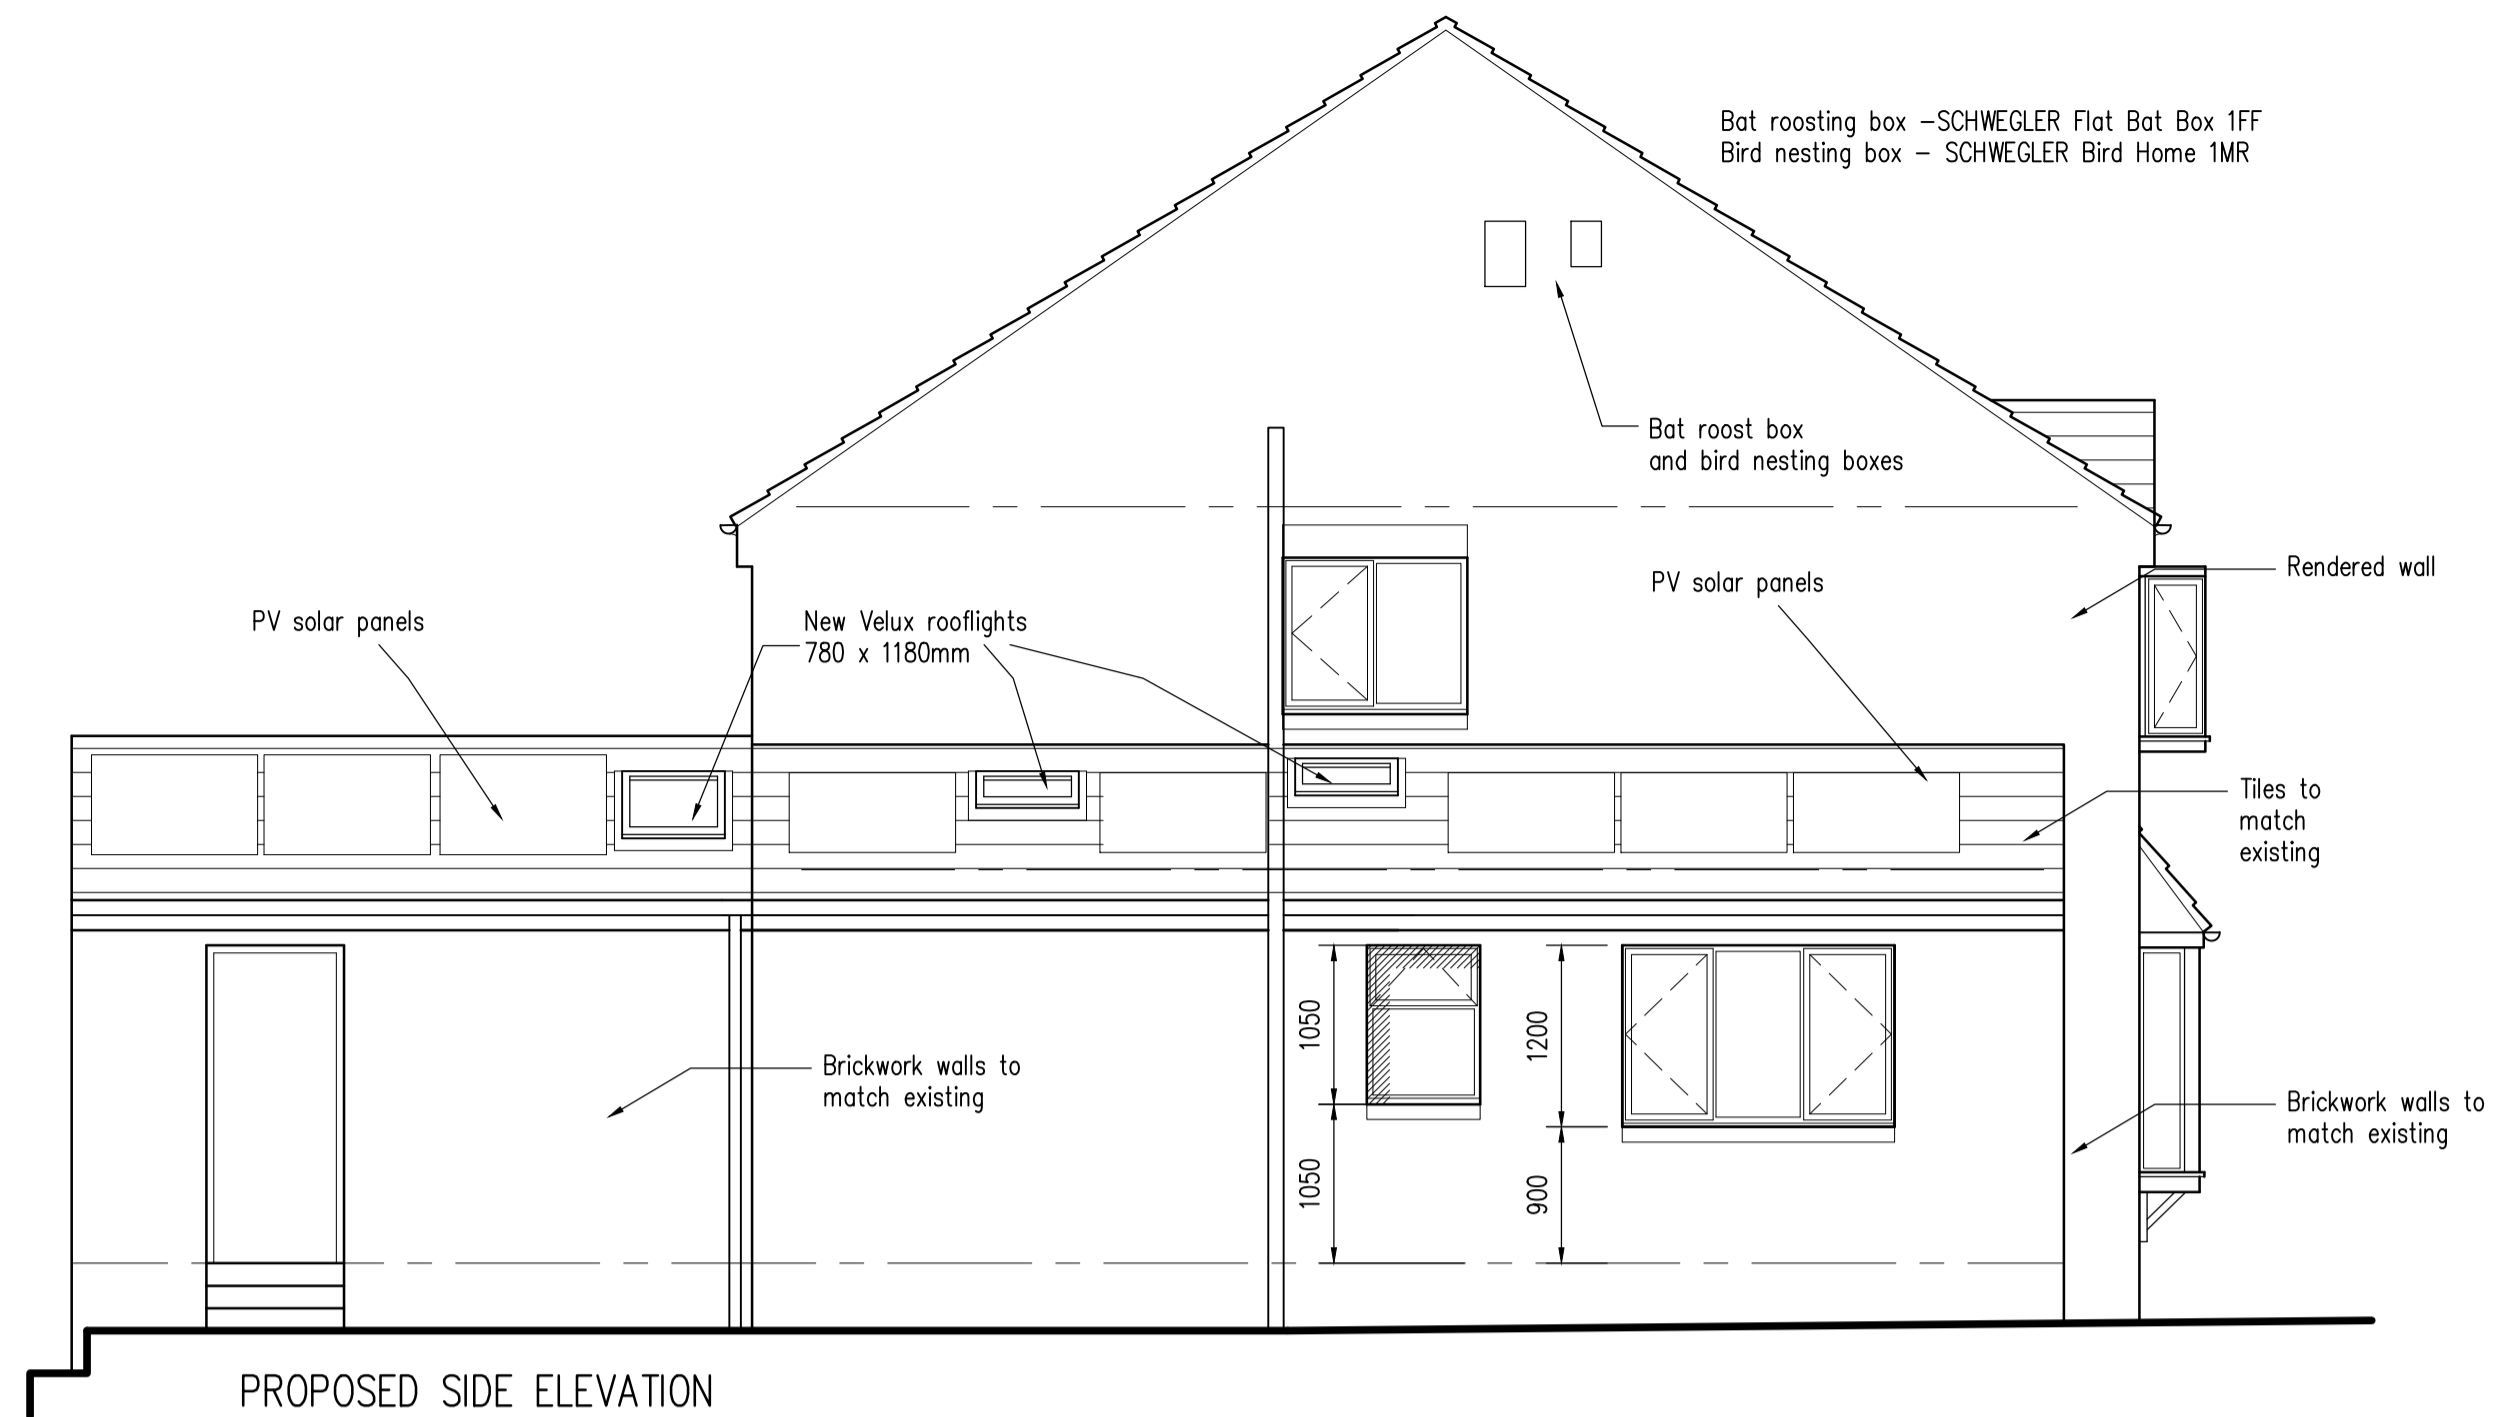 Bat roosting box -SCHWEGLER Flat Bat Box 1FF
Bird nesting box - SCHWEGLER Bird Home 1MR
Bat roost box
and bird nesting boxes
Rendered wall
PV solar panels
PV solar panels
New Velux rooflights
780 x 1180mm
Tiles to
match
existing
1050
1200
Brickwork walls to
match existing
Brickwork walls to
match existing
1050
900
PROPOSED SIDE ELEVATION